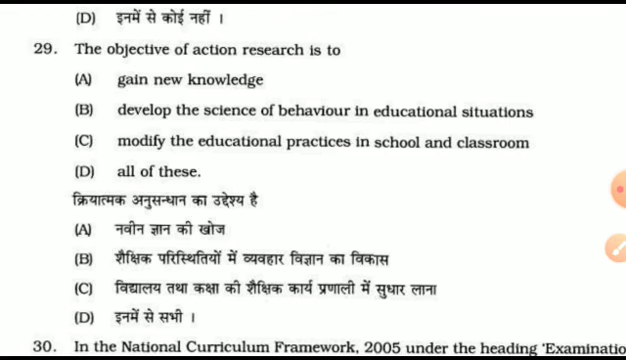 (D) इनमें से कोई नहीं ।
29. The objective of action research is to
(A) gain new knowledge
(B) develop the science of behaviour in educational situations
(C) modify the educational practices in school and classroom
(D) all of these.
क्रियात्मक अनुसन्धान का उद्देश्य है
(A) नवीन ज्ञान की खोज
(B) शैक्षिक परिस्थितियों में व्यवहार विज्ञान का विकास
(C) विद्यालय तथा कक्षा की शैक्षिक कार्य प्रणाली में सुधार लाना
(D) इनमें से सभी ।
30. In the National Curriculum Framework, 2005 under the heading 'Examinatio